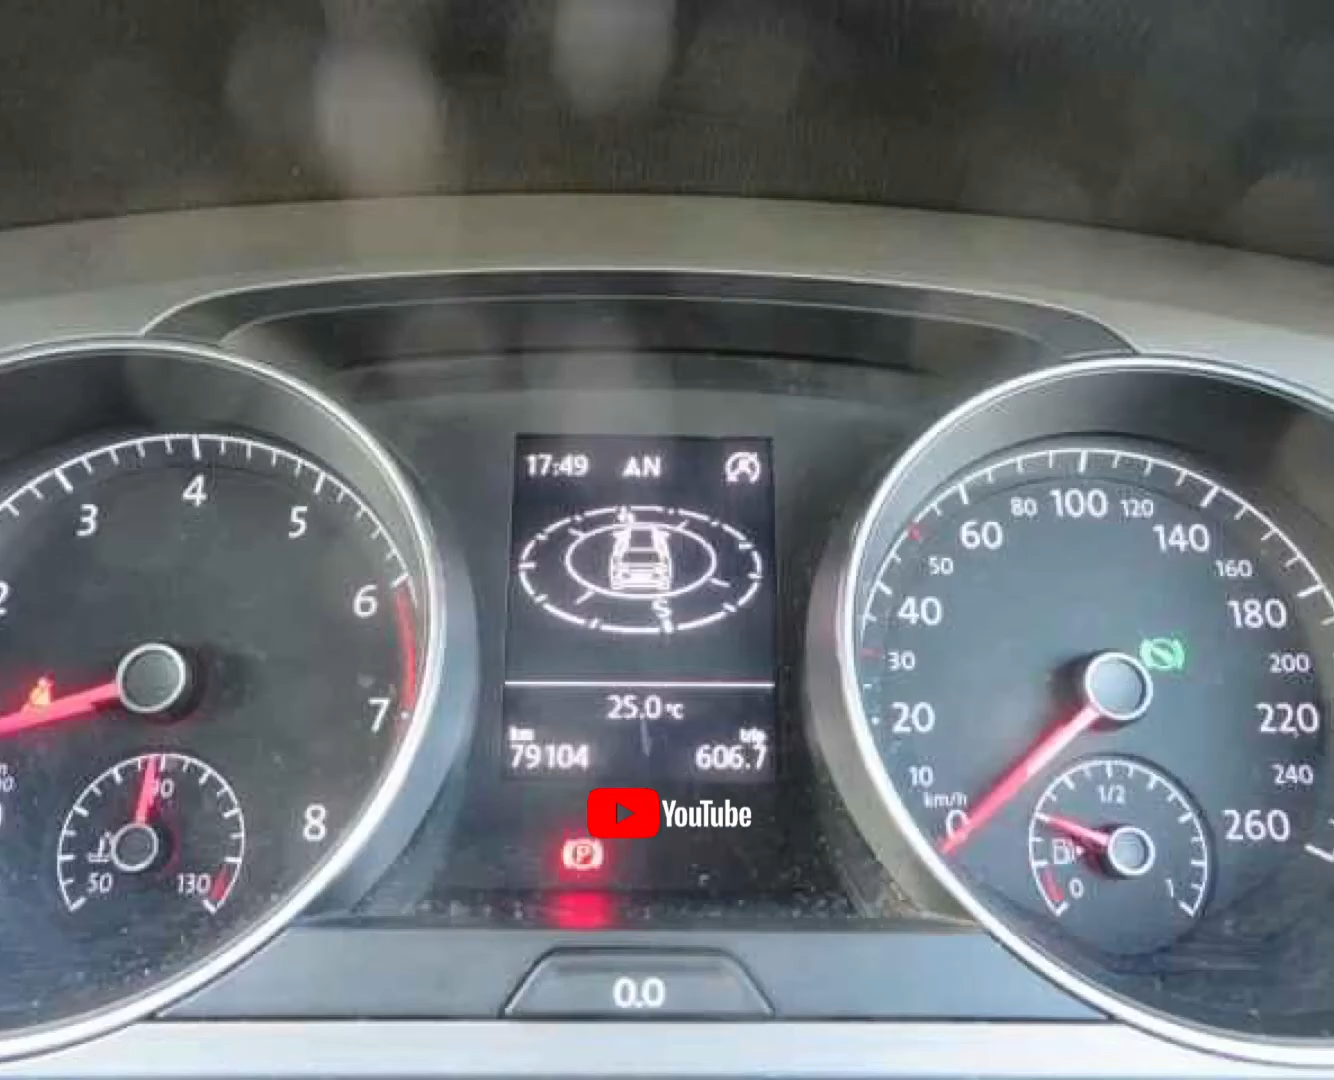 17:49 AN
S
25.0 °C
km trip
79104 606.7
YouTube
P
0.0
2 3 4 5 6 7 8
50 90 130
km/h
0 10 20 30 40 50 60 80 100 120 140 160 180 200 220 240 260
0 1/2 1